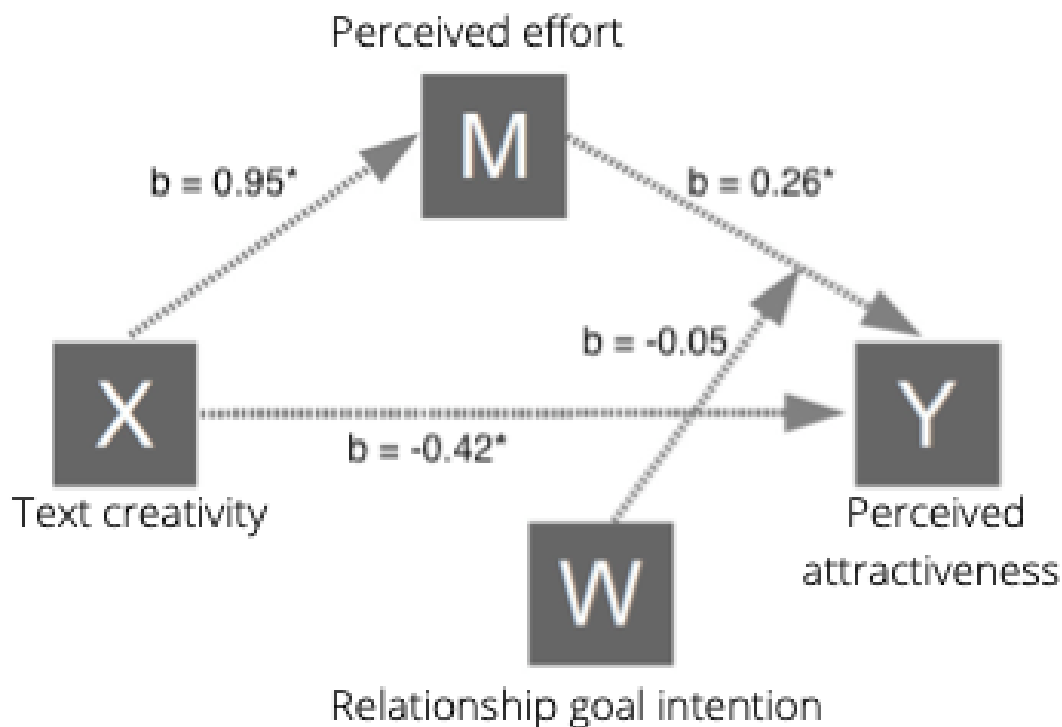 Perceived effort
M
b = 0.95*
b = 0.26*
b = -0.05
X
Y
b = -0.42*
Text creativity
Perceived
attractiveness
W
Relationship goal intention